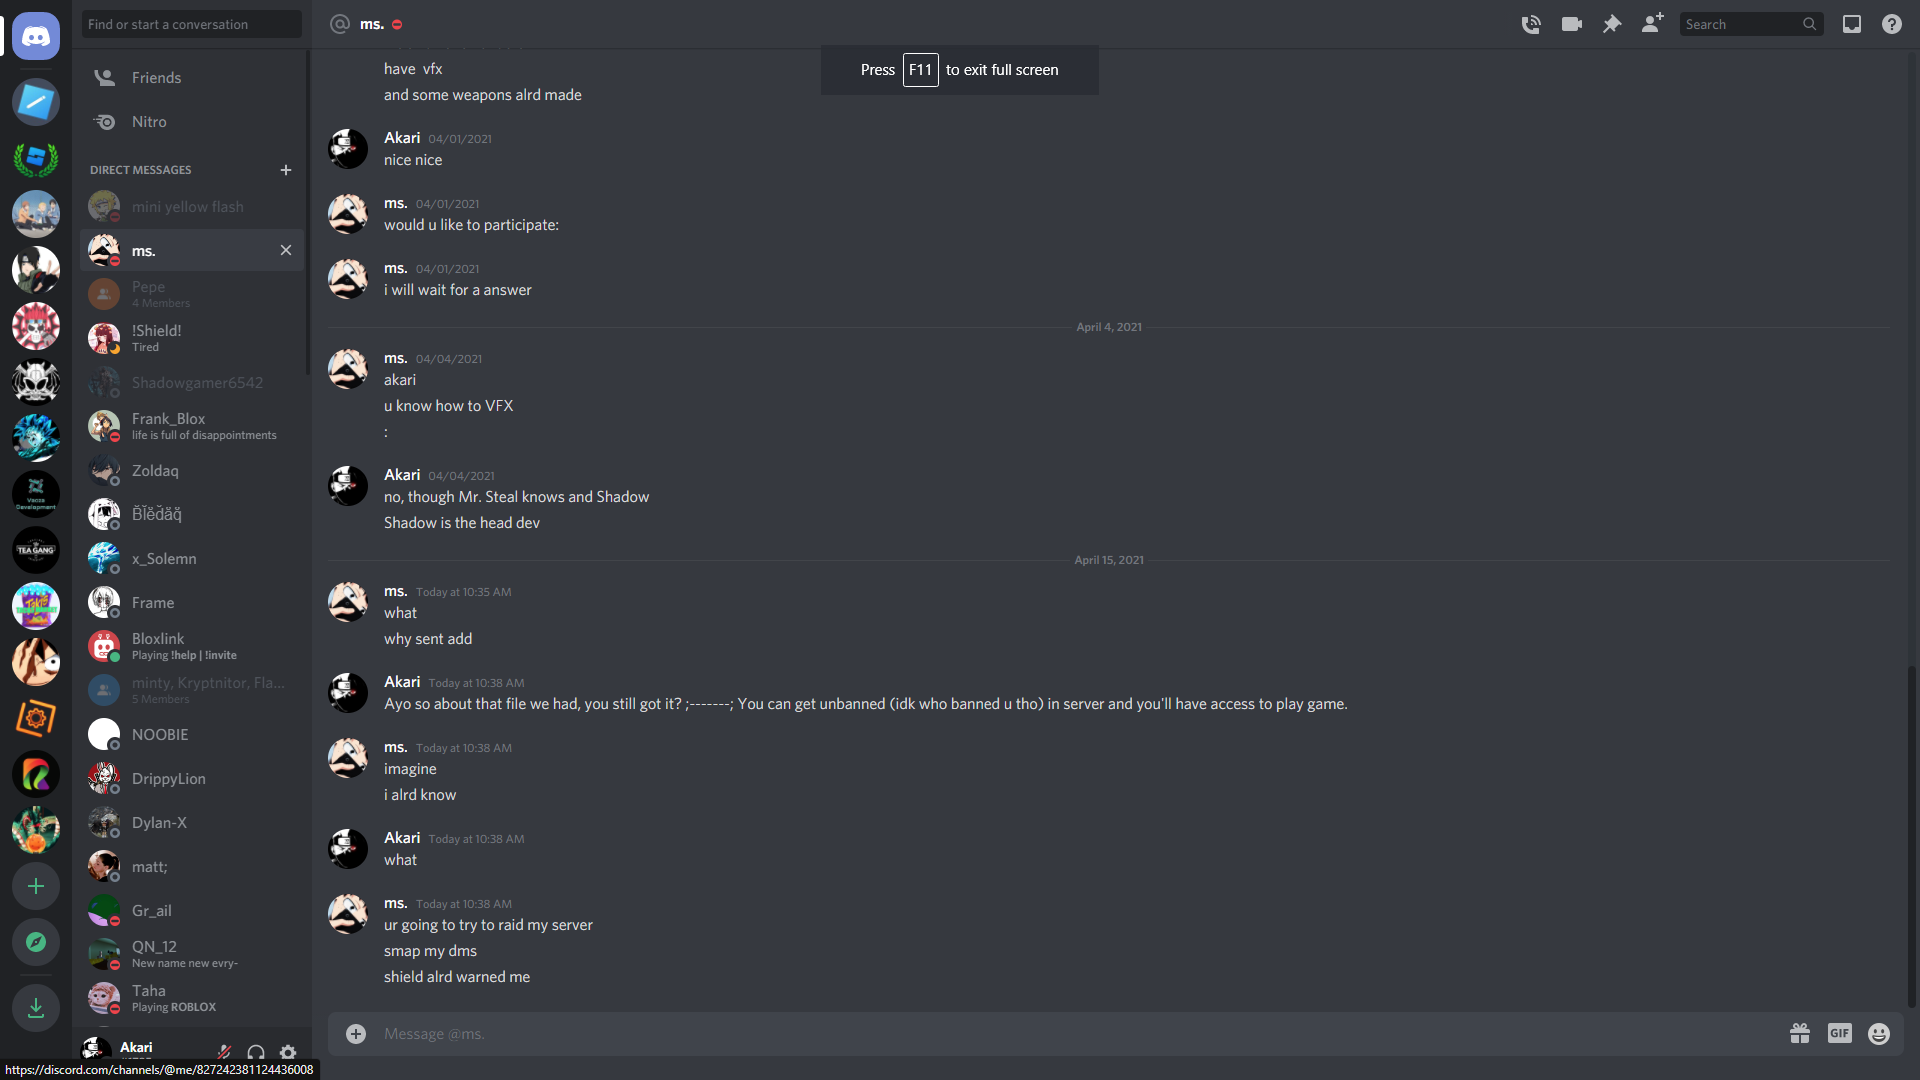 Find or start a conversation
Friends
Nitro
DIRECT MESSAGES
mini yellow flash
ms.
Pepe
4 Members
!Shield!
Tired
Shadowgamer6542
Frank_Blox
life is full of disappointments
Zoldaq
x_Solemn
Frame
Bloxlink
Playing !help | !invite
minty, Kryptnitor, Fla...
5 Members
NOOBIE
DrippyLion
Dylan-X
matt;
Gr_ail
QN_12
New name new evry-
Taha
Playing ROBLOX
Akari
https://discord.com/channels/@me/827242381124436008
TEA GANG
ms.
Search
Press F11 to exit full screen
have vfx
and some weapons alrd made
Akari 04/01/2021
nice nice
ms. 04/01/2021
would u like to participate:
ms. 04/01/2021
i will wait for a answer
April 4, 2021
ms. 04/04/2021
akari
u know how to VFX
:
Akari 04/04/2021
no, though Mr. Steal knows and Shadow
Shadow is the head dev
April 15, 2021
ms. Today at 10:35 AM
what
why sent add
Akari Today at 10:38 AM
Ayo so about that file we had, you still got it? ;-------; You can get unbanned (idk who banned u tho) in server and you'll have access to play game.
ms. Today at 10:38 AM
imagine
i alrd know
Akari Today at 10:38 AM
what
ms. Today at 10:38 AM
ur going to try to raid my server
smap my dms
shield alrd warned me
Message @ms.
GIF